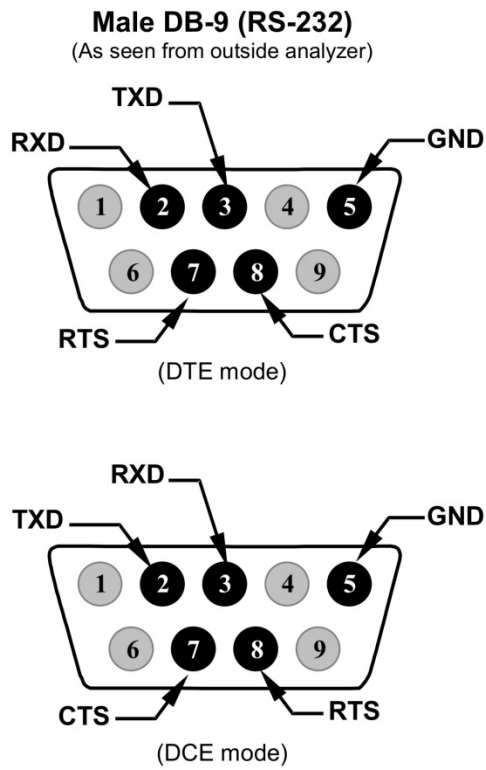 Male DB-9 (RS-232)
(As seen from outside analyzer)
TXD
RXD
GND
1 2 3 4 5
6 7 8 9
RTS
CTS
(DTE mode)
RXD
TXD
GND
1 2 3 4 5
6 7 8 9
CTS
RTS
(DCE mode)